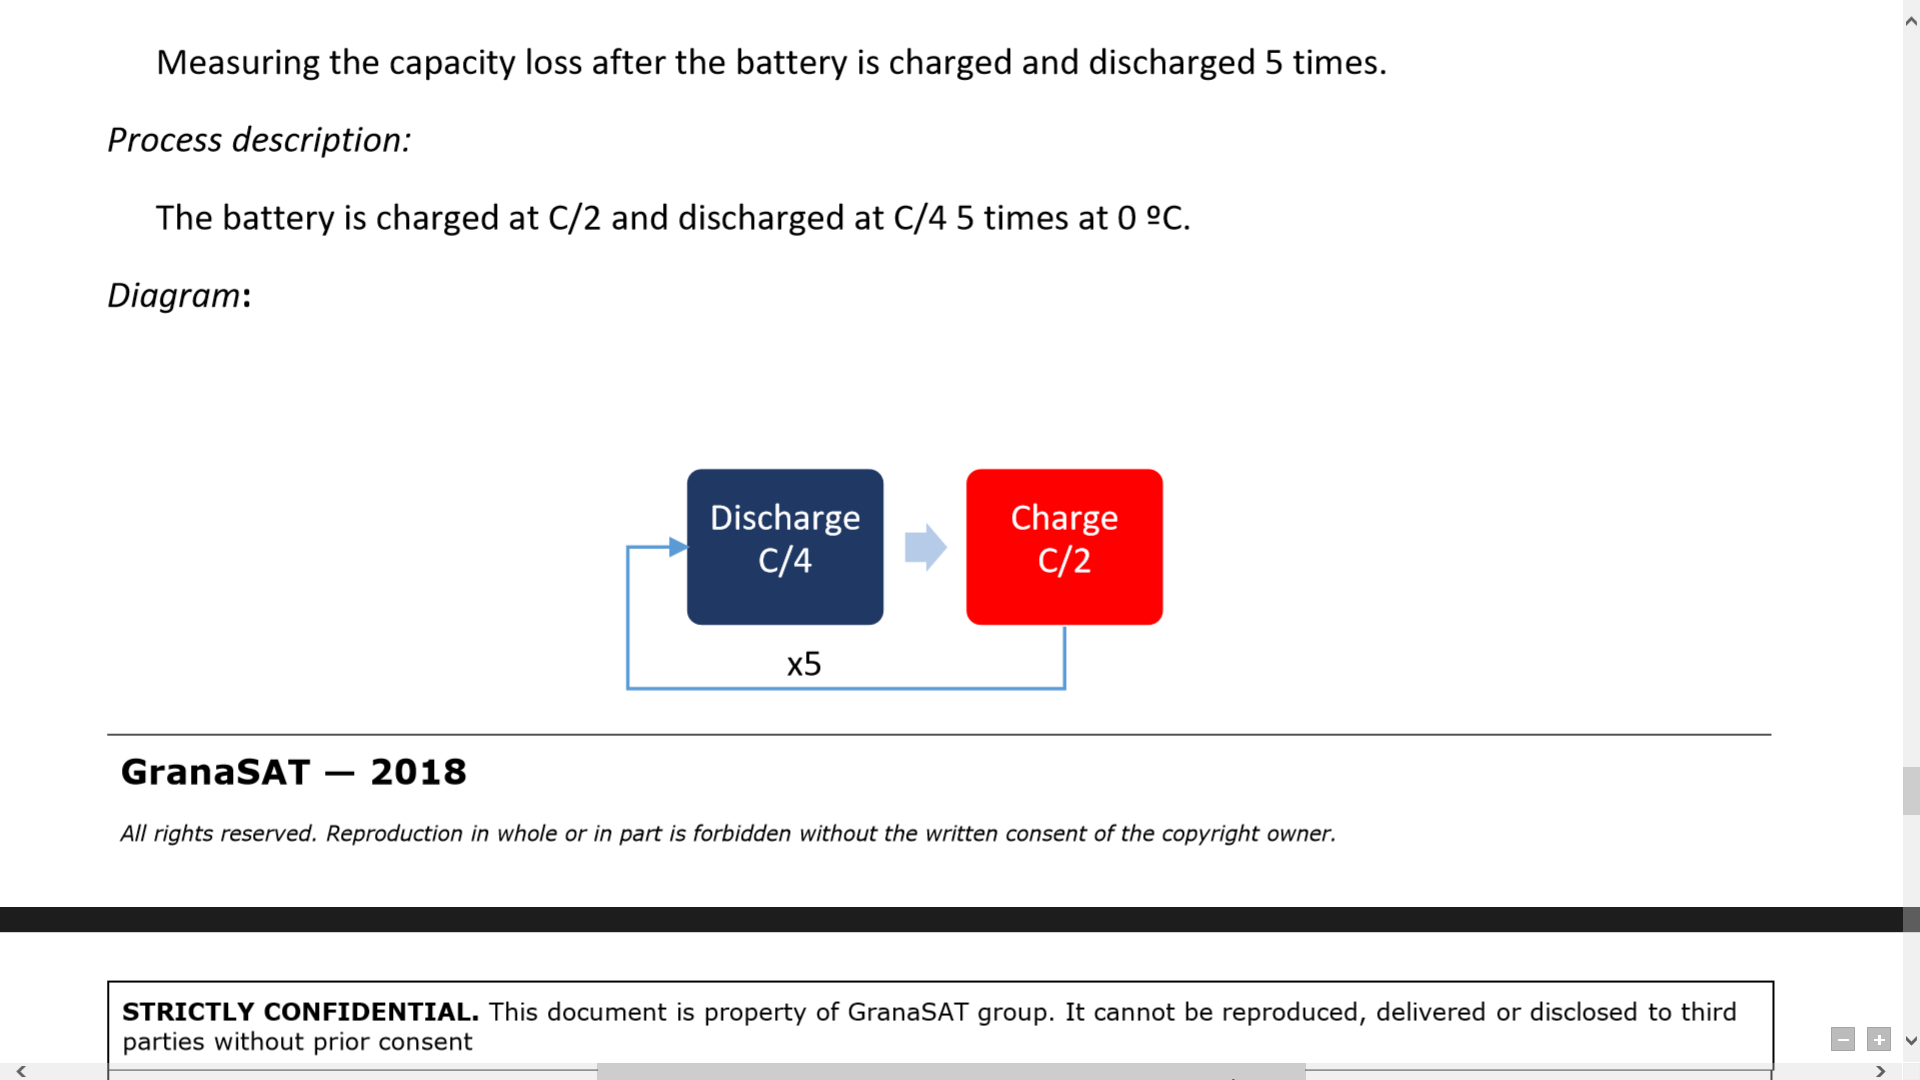 Measuring the capacity loss after the battery is charged and discharged 5 times.
Process description:
The battery is charged at C/2 and discharged at C/4 5 times at 0 ºC.
Diagram:
Discharge
C/4
Charge
C/2
x5
GranaSAT — 2018
All rights reserved. Reproduction in whole or in part is forbidden without the written consent of the copyright owner.
STRICTLY CONFIDENTIAL. This document is property of GranaSAT group. It cannot be reproduced, delivered or disclosed to third
parties without prior consent